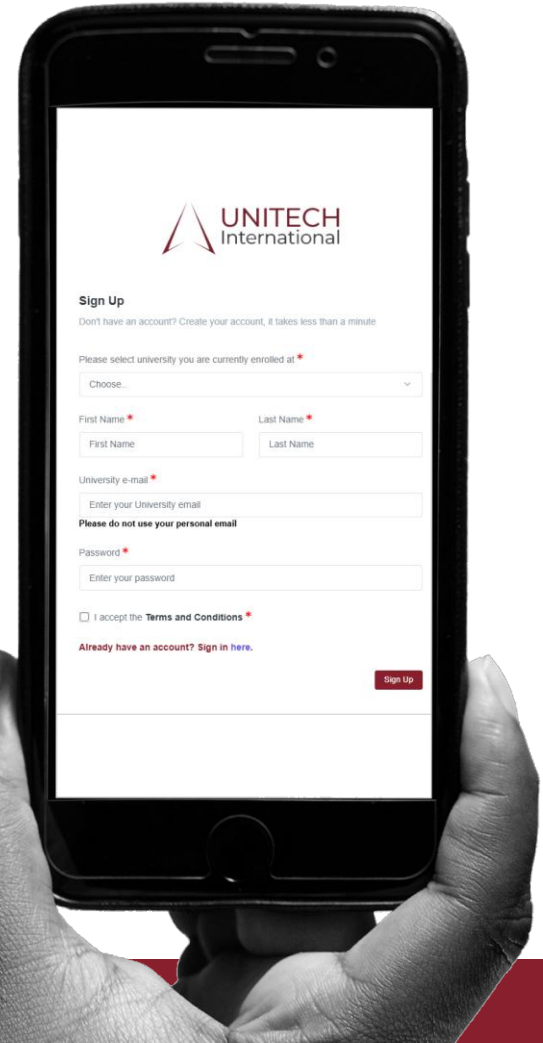 UNITECH
International
Sign Up
Don't have an account? Create your account, it takes less than a minute
Please select university you are currently enrolled at *
Choose..
First Name * Last Name *
First Name Last Name
University e-mail *
Enter your University email
Please do not use your personal email
Password *
Enter your password
I accept the Terms and Conditions *
Already have an account? Sign in here.
Sign Up